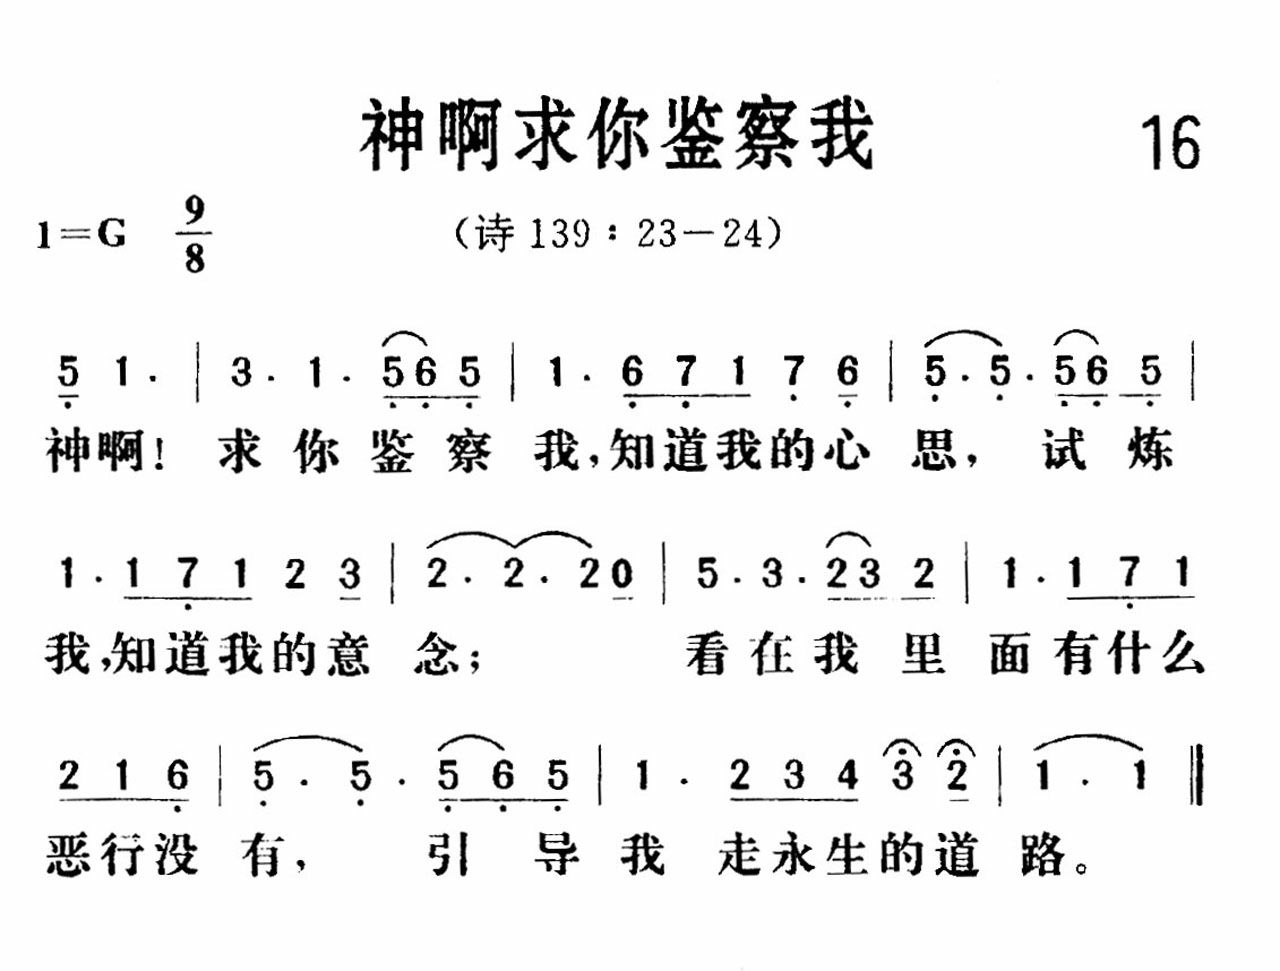 神啊求你鉴察我 16
1=G 9/8 （诗 139：23－24）
5 1 · | 3 · 1 · 5 6 5 | 1 · 6 7 1 7 6 | 5 · 5 · 5 6 5 |
神啊！ 求 你 鉴 察 我，知道我的心 思， 试 炼
1 · 1 7 1 2 3 | 2 · 2 · 2 0 | 5 · 3 · 2 3 2 | 1 · 1 7 1
我，知道我的意 念； 看 在 我 里 面 有什么
2 1 6 | 5 · 5 · 5 6 5 | 1 · 2 3 4 3 2 | 1 · 1 ‖
恶行没 有， 引 导 我 走永生的道 路。